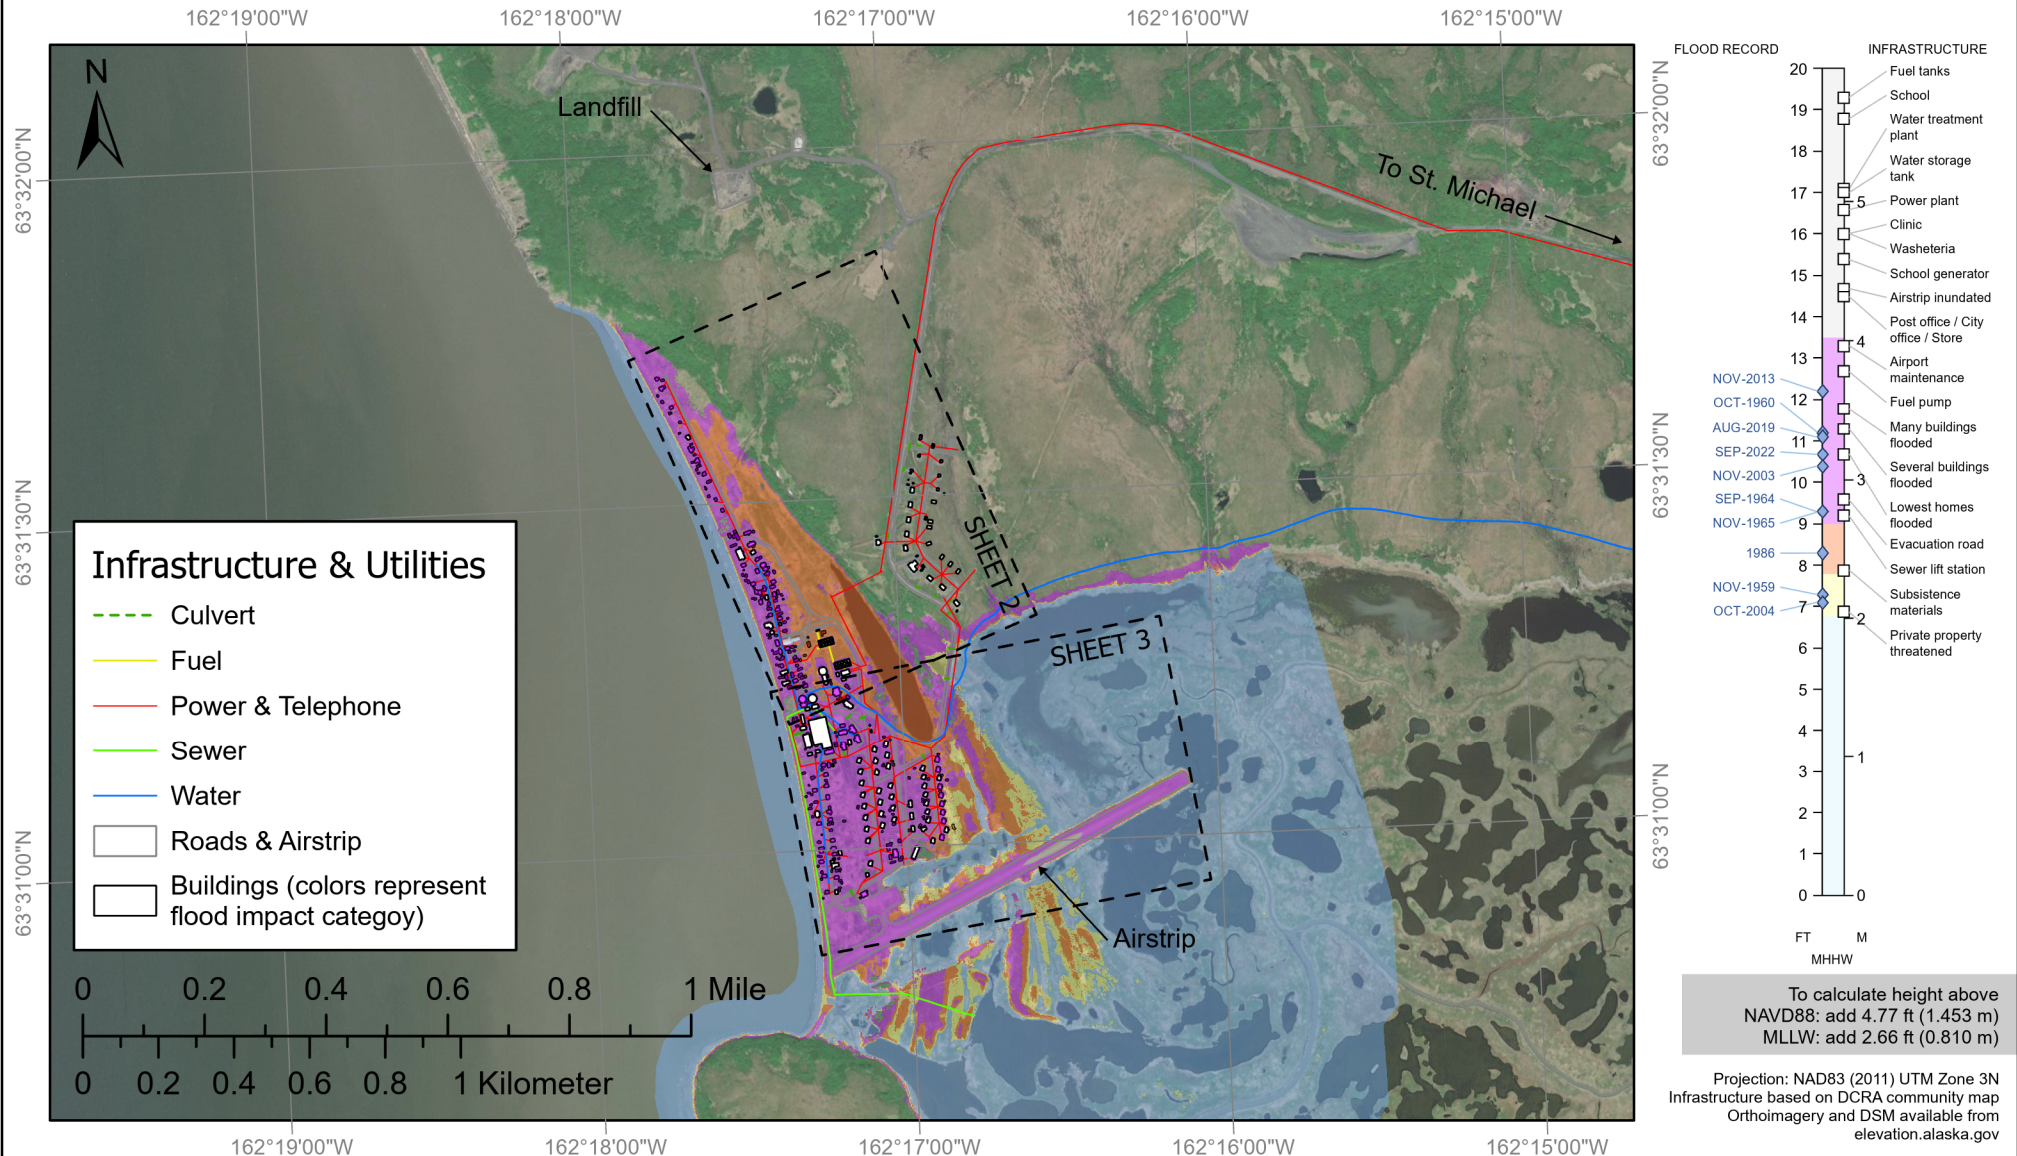 162°19'00"W
162°18'00"W
162°17'00"W
162°16'00"W
162°15'00"W
63°32'00"N
63°31'30"N
63°31'00"N
N
Landfill
To St. Michael
SHEET 2
SHEET 3
Airstrip
Infrastructure & Utilities
Culvert
Fuel
Power & Telephone
Sewer
Water
Roads & Airstrip
Buildings (colors represent
flood impact categoy)
0 0.2 0.4 0.6 0.8 1 Mile
0 0.2 0.4 0.6 0.8 1 Kilometer
63°32'00"N
63°31'30"N
63°31'00"N
162°19'00"W
162°18'00"W
162°17'00"W
162°16'00"W
162°15'00"W
FLOOD RECORD
INFRASTRUCTURE
20
19
18
17
16
15
14
13
12
11
10
9
8
7
6
5
4
3
2
1
0
5
4
3
2
1
0
NOV-2013
OCT-1960
AUG-2019
SEP-2022
NOV-2003
SEP-1964
NOV-1965
1986
NOV-1959
OCT-2004
Fuel tanks
School
Water treatment
plant
Water storage
tank
Power plant
Clinic
Washeteria
School generator
Airstrip inundated
Post office / City
office / Store
Airport
maintenance
Fuel pump
Many buildings
flooded
Several buildings
flooded
Lowest homes
flooded
Evacuation road
Sewer lift station
Subsistence
materials
Private property
threatened
FT M
MHHW
To calculate height above
NAVD88: add 4.77 ft (1.453 m)
MLLW: add 2.66 ft (0.810 m)
Projection: NAD83 (2011) UTM Zone 3N
Infrastructure based on DCRA community map
Orthoimagery and DSM available from
elevation.alaska.gov